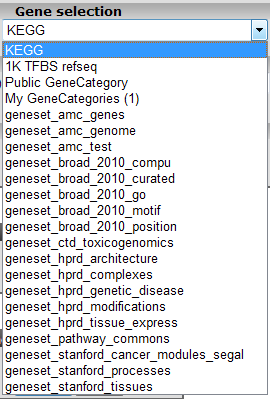 Gene selection
KEGG
KEGG
1K TFBS refseq
Public GeneCategory
My GeneCategories (1)
geneset_amc_genes
geneset_amc_genome
geneset_amc_test
geneset_broad_2010_compu
geneset_broad_2010_curated
geneset_broad_2010_go
geneset_broad_2010_motif
geneset_broad_2010_position
geneset_ctd_toxicogenomics
geneset_hprd_architecture
geneset_hprd_complexes
geneset_hprd_genetic_disease
geneset_hprd_modifications
geneset_hprd_tissue_express
geneset_pathway_commons
geneset_stanford_cancer_modules_segal
geneset_stanford_processes
geneset_stanford_tissues